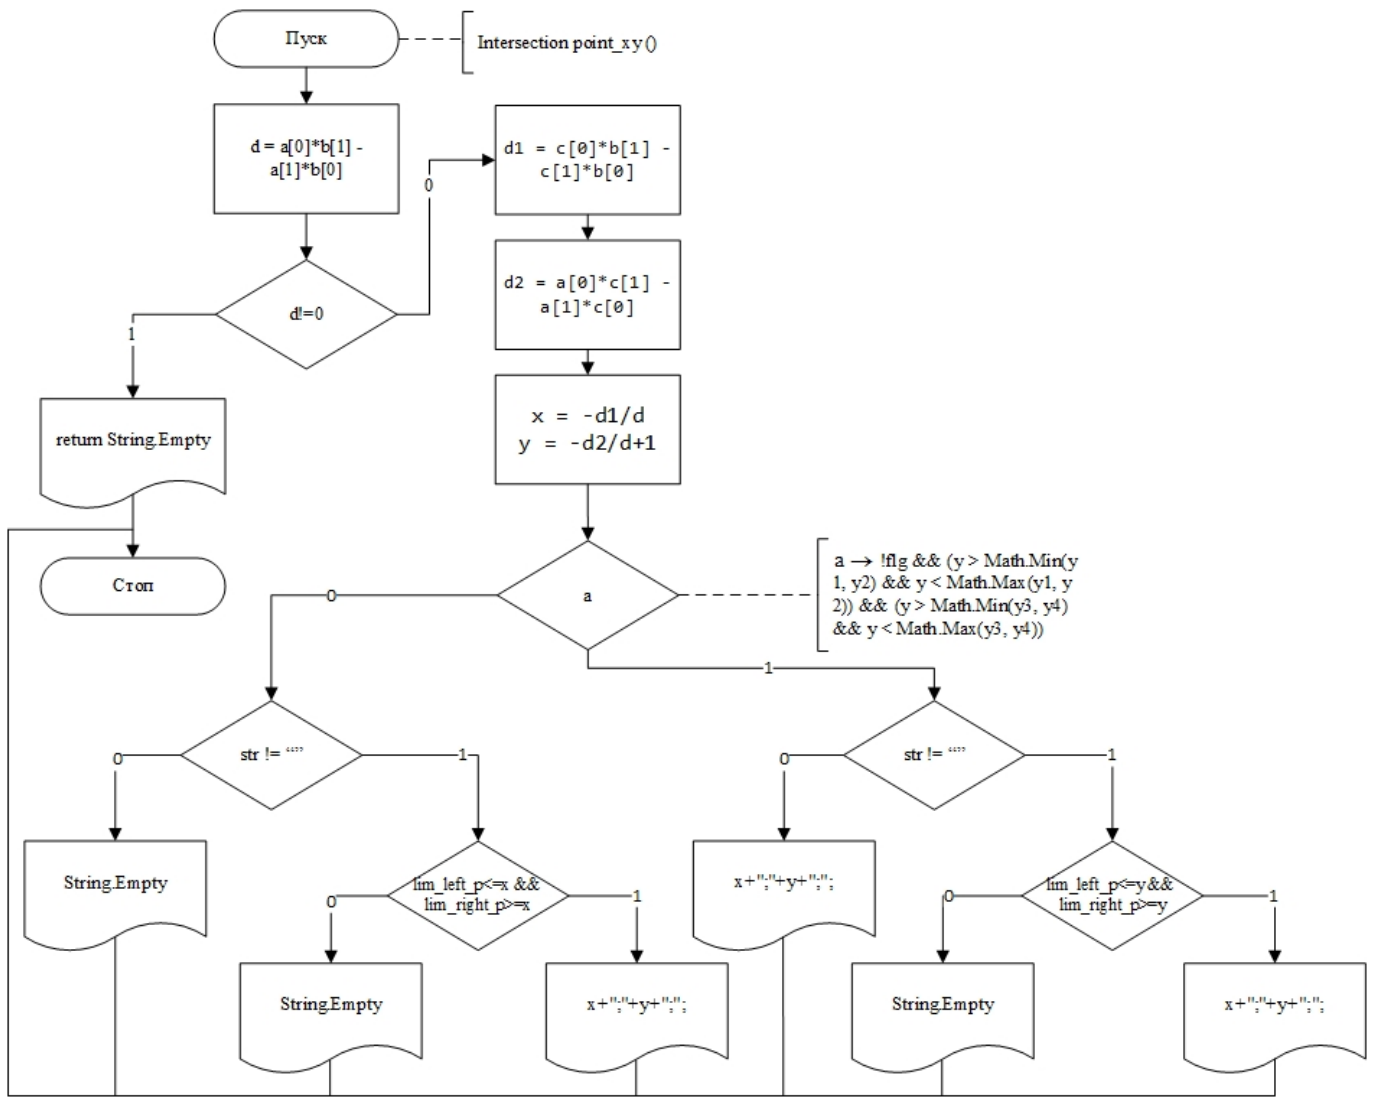 Пуск
Intersection point_xy()
d = a[0]*b[1] -
a[1]*b[0]
d1 = c[0]*b[1] -
c[1]*b[0]
0
d2 = a[0]*c[1] -
a[1]*c[0]
d!=0
1
x = -d1/d
y = -d2/d+1
return String.Empty
Стоп
a → !flg && (y > Math.Min(y
1, y2) && y < Math.Max(y1, y
2)) && (y > Math.Min(y3, y4)
&& y < Math.Max(y3, y4))
a
0
1
str != “”
0
1
str != “”
0
1
String.Empty
lim_left_p<=x &&
lim_right_p>=x
0
1
x+";"+y+";";
lim_left_p<=y&&
lim_right_p>=y
0
1
String.Empty
x+";"+y+";";
String.Empty
x+";"+y+";";